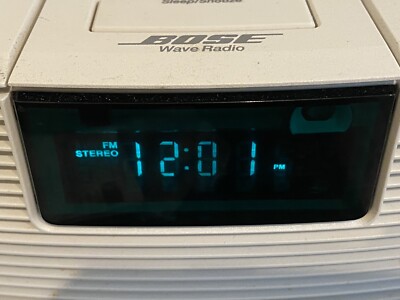 Sleep/Snooze
BOSE
Wave Radio
FM
STEREO 12:01 PM